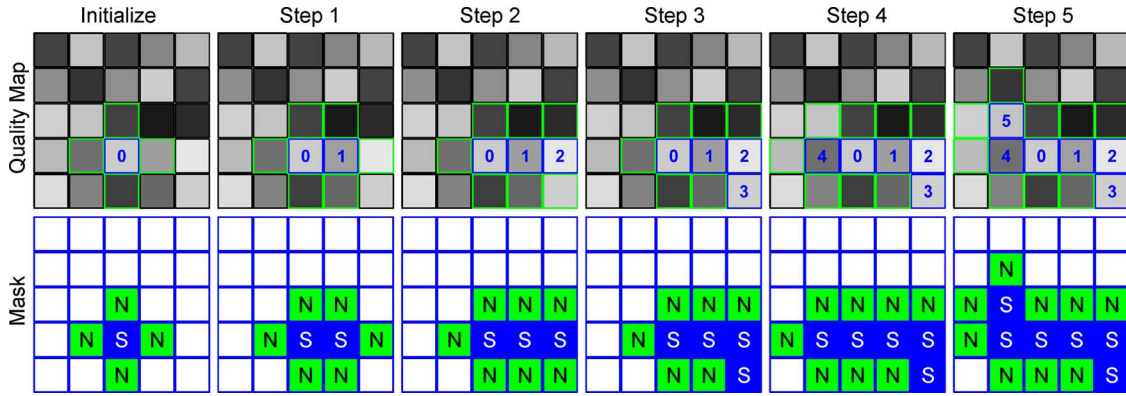 Initialize Step 1 Step 2 Step 3 Step 4 Step 5
Quality Map
5
0 0 1 0 1 2 0 1 2 4 0 1 2 4 0 1 2
3 3 3
Mask
N
N N N N N N N N N N N N N N S N N N
N S N N S S N N S S S N S S S S S S S S N S S S S
N N N N N N N N S N N N S N N N S